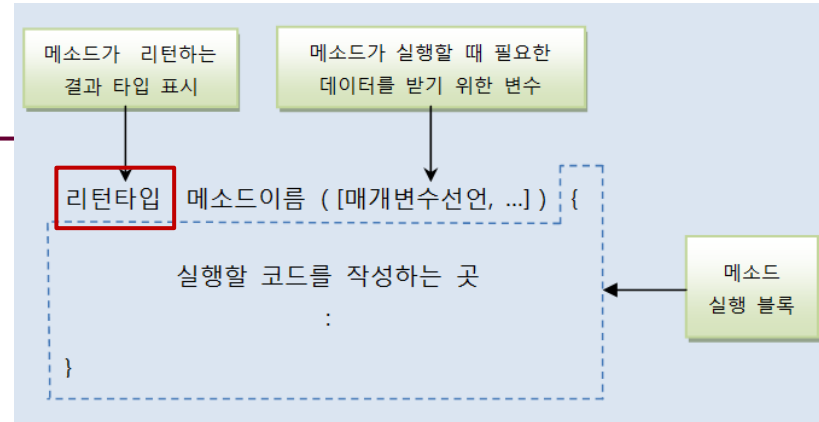 메소드가 리턴하는
결과 타입 표시
메소드가 실행할 때 필요한
데이터를 받기 위한 변수
리턴타입 메소드이름 ( [매개변수선언, ...] ) {
실행할 코드를 작성하는 곳
:
}
메소드
실행 블록